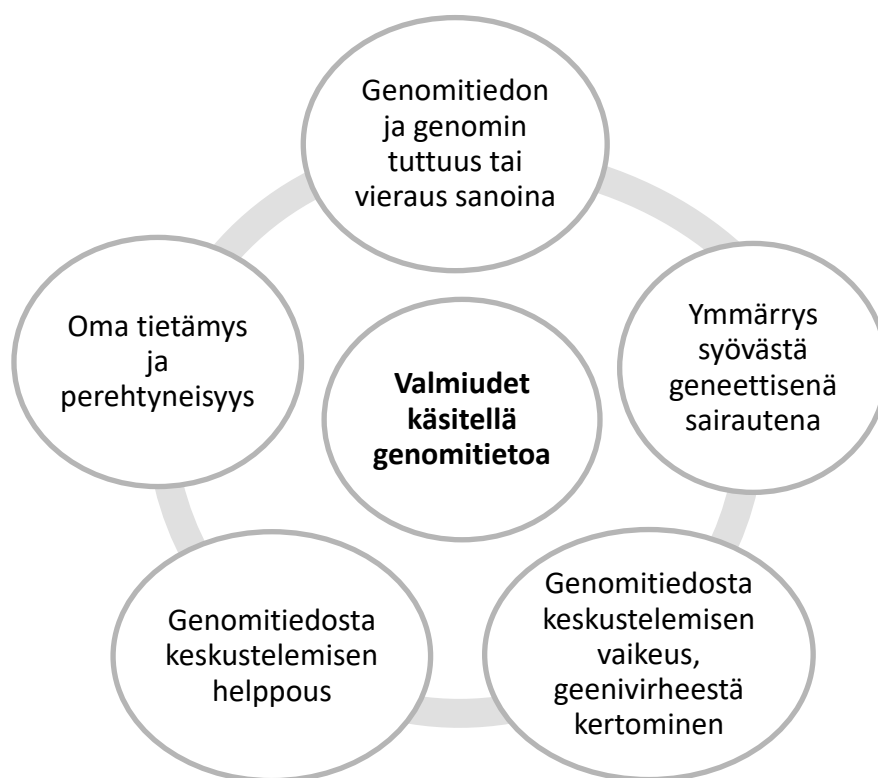 Genomitiedon
ja genomin
tuttuus tai
vieraus sanoina
Ymmärrys
syövästä
geneettisenä
sairautena
Genomitiedosta
keskustelemisen
vaikeus,
geenivirheestä
kertominen
Genomitiedosta
keskustelemisen
helppous
Oma tietämys
ja
perehtyneisyys
Valmiudet
käsitellä
genomitietoa